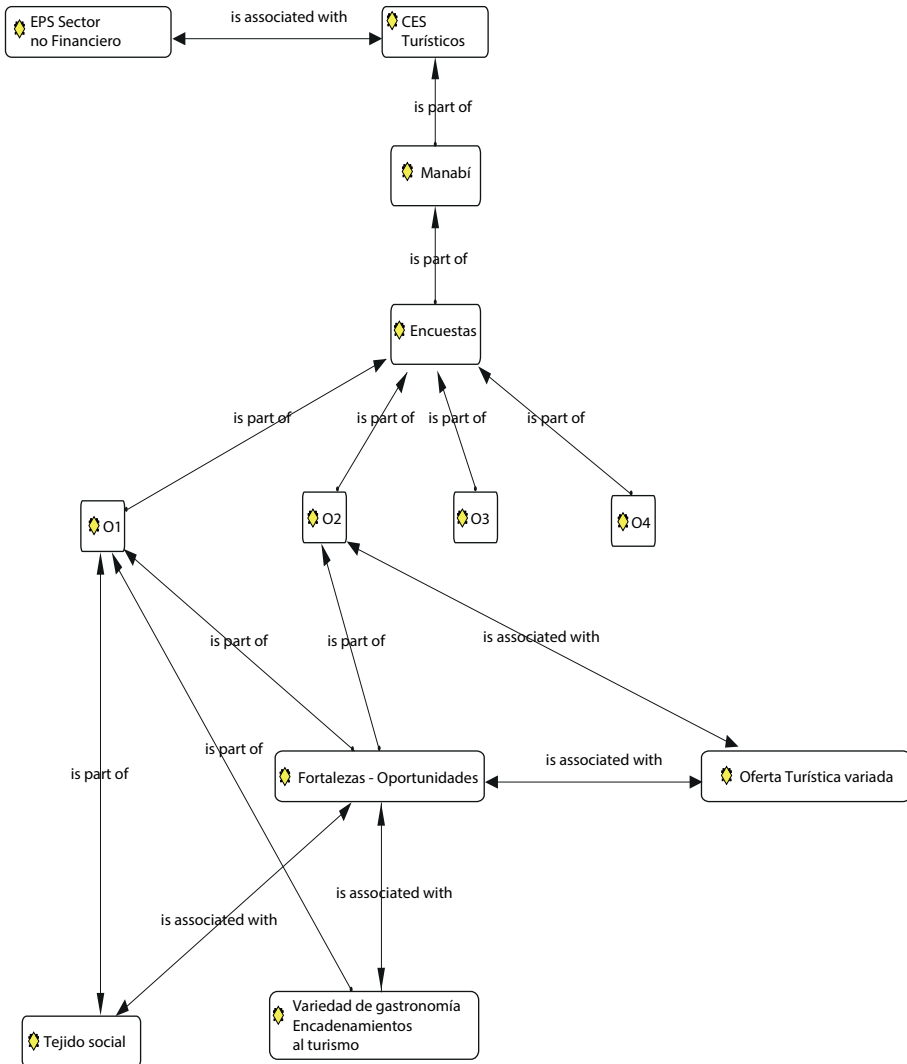 EPS Sector
no Financiero
is associated with
CES
Turísticos
is part of
Manabí
is part of
Encuestas
is part of
is part of
is part of
is part of
O1
O2
O3
O4
is part of
is part of
is associated with
is part of
is part of
Fortalezas - Oportunidades
is associated with
Oferta Turística variada
is associated with
is associated with
Tejido social
Variedad de gastronomía
Encadenamientos
al turismo